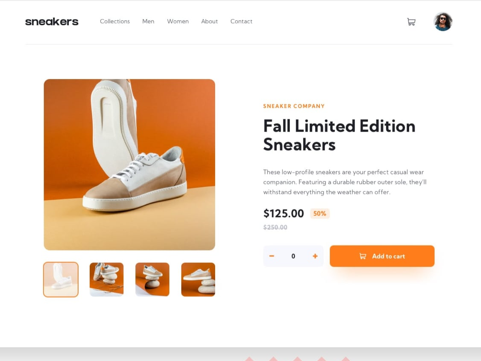 sneakers
Collections Men Women About Contact
SNEAKER COMPANY
Fall Limited Edition
Sneakers
These low-profile sneakers are your perfect casual wear
companion. Featuring a durable rubber outer sole, they'll
withstand everything the weather can offer.
$125.00 50%
$250.00
0
Add to cart